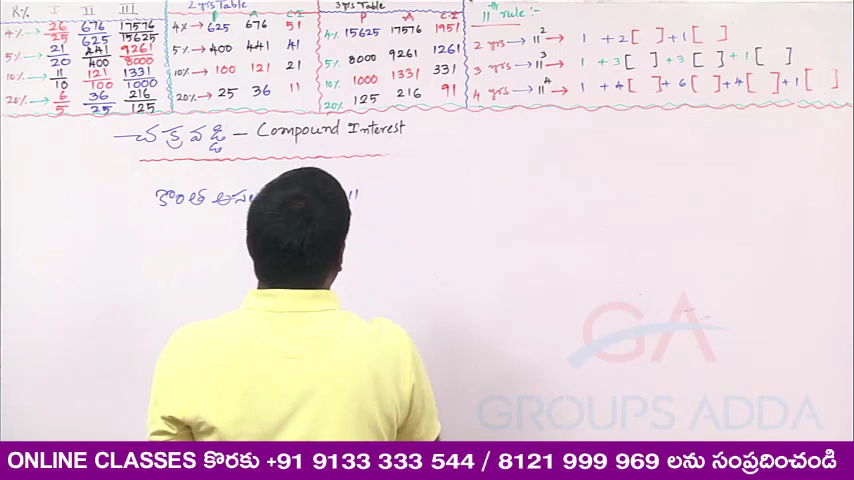 R% I II III
4% → 26/25 676/625 17576/15625
5% → 21/20 441/400 9261/8000
10% → 11/10 121/100 1331/1000
20% → 6/5 36/25 216/125
2 yrs Table
P A C.I
4% → 625 676 51
5% → 400 441 41
10% → 100 121 21
20% → 25 36 11
3 yrs Table
P A C.I
4% 15625 17576 1951
5% 8000 9261 1261
10% 1000 1331 331
20% 125 216 91
11th rule :-
2 yrs → 11² → 1 + 2[ ] + 1[ ]
3 yrs → 11³ → 1 + 3[ ] + 3[ ] + 1[ ]
4 yrs → 11⁴ → 1 + 4[ ] + 6[ ] + 4[ ] + 1[ ]
చక్రవడ్డి – Compound Interest
కొంత
GA
GROUPS ADDA
ONLINE CLASSES కొరకు +91 9133 333 544 / 8121 999 969 లను సంప్రదించండి